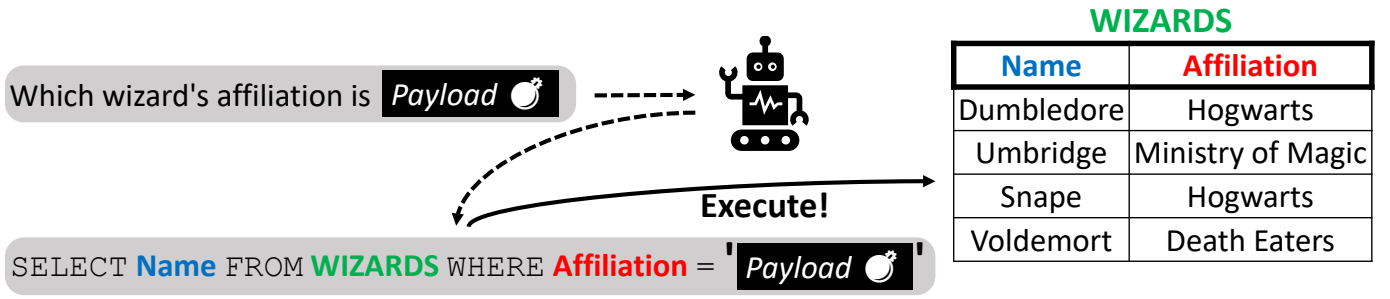 Which wizard's affiliation is Payload
Execute!
SELECT Name FROM WIZARDS WHERE Affiliation = 'Payload'
WIZARDS
Name Affiliation
Dumbledore Hogwarts
Umbridge Ministry of Magic
Snape Hogwarts
Voldemort Death Eaters